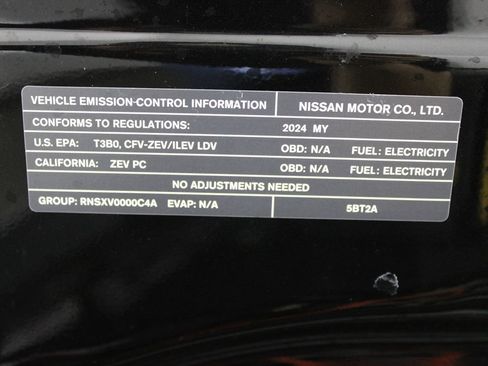 VEHICLE EMISSION-CONTROL INFORMATION NISSAN MOTOR CO., LTD.
CONFORMS TO REGULATIONS: 2024 MY
U.S. EPA: T3B0, CFV-ZEV/ILEV LDV OBD: N/A FUEL: ELECTRICITY
CALIFORNIA: ZEV PC OBD: N/A FUEL: ELECTRICITY
NO ADJUSTMENTS NEEDED
GROUP: RNSXV0000C4A EVAP: N/A 5BT2A